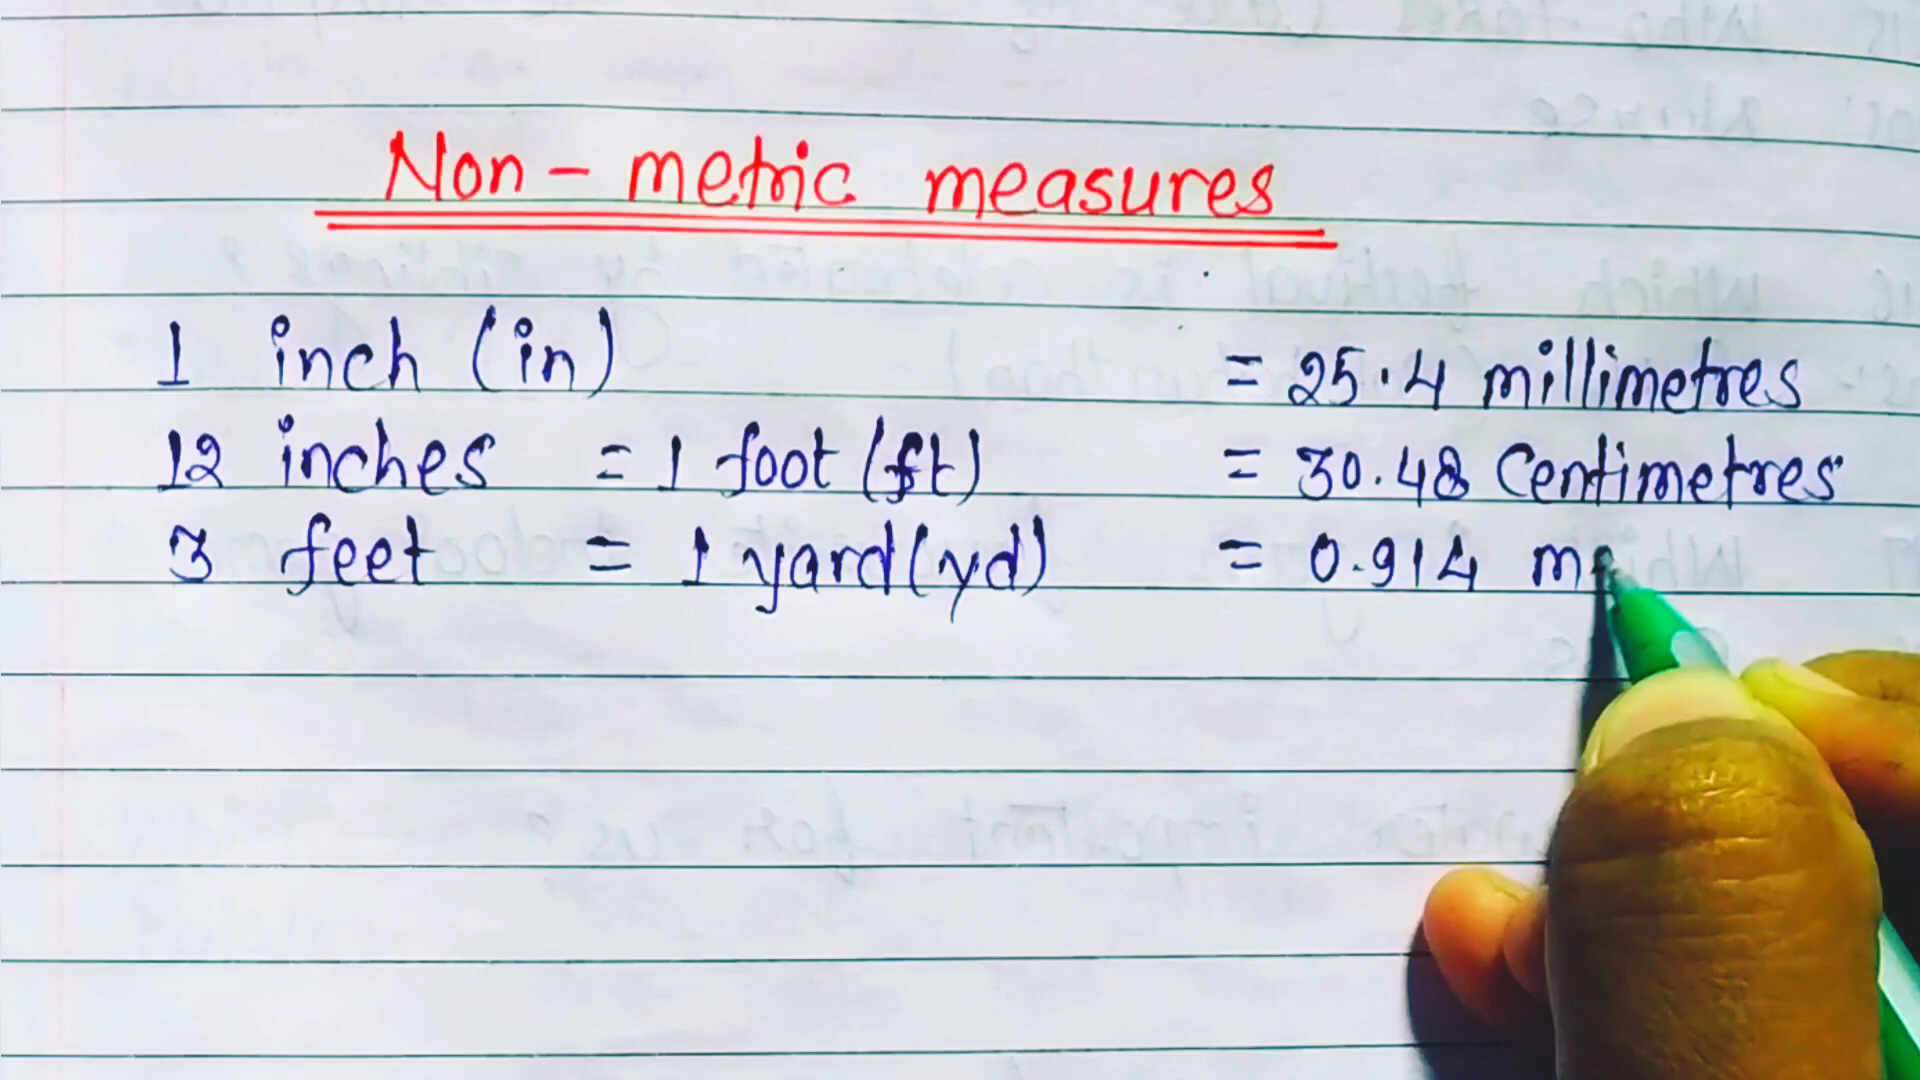 Non - metric measures
1 inch (in) = 25.4 millimetres
12 inches = 1 foot (ft) = 30.48 Centimetres
3 feet = 1 yard (yd) = 0.914 me